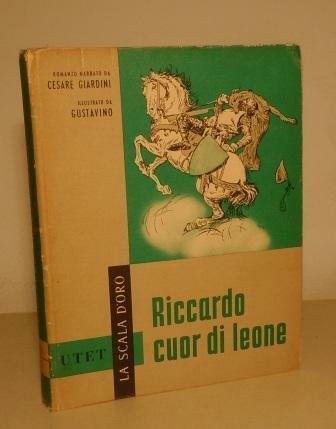 ROMANZO NARRATO DA
CESARE GIARDINI
ILLUSTRATO DA
GUSTAVINO
UTET
LA SCALA D'ORO
Riccardo
cuor di leone